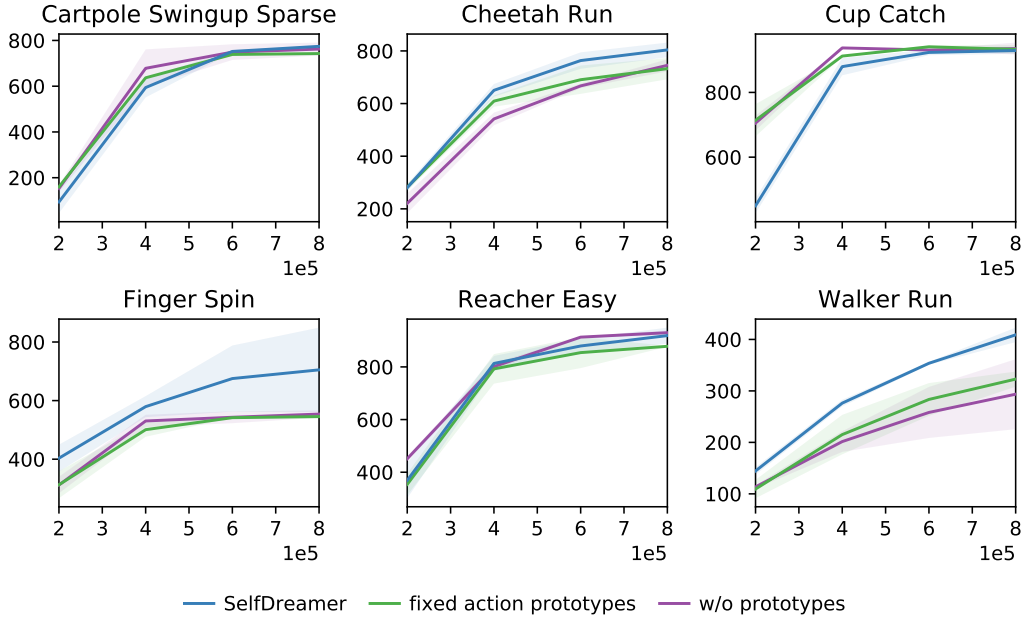 Cartpole Swingup Sparse
800
600
400
200
2 3 4 5 6 7 8
1e5
Cheetah Run
800
600
400
200
2 3 4 5 6 7 8
1e5
Cup Catch
800
600
2 3 4 5 6 7 8
1e5
Finger Spin
800
600
400
2 3 4 5 6 7 8
1e5
Reacher Easy
800
600
400
2 3 4 5 6 7 8
1e5
Walker Run
400
300
200
100
2 3 4 5 6 7 8
1e5
SelfDreamer fixed action prototypes w/o prototypes